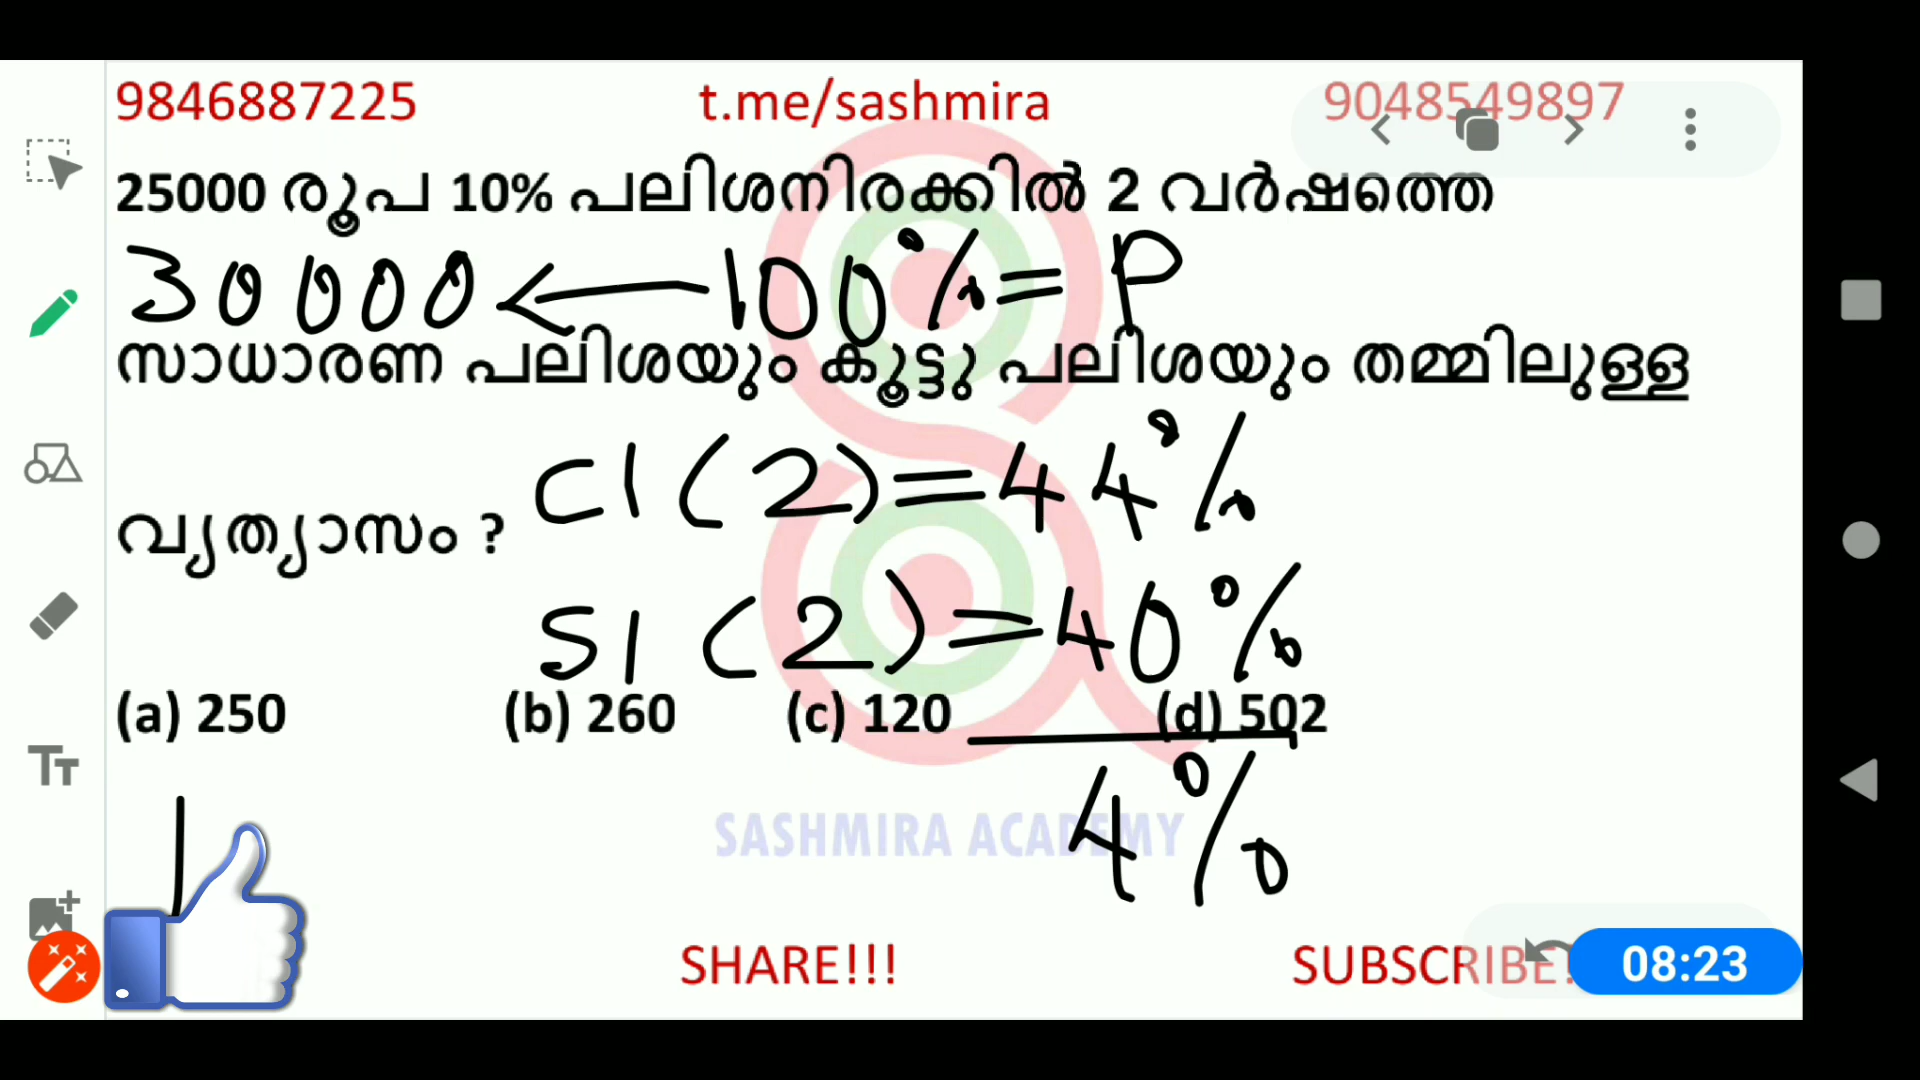 9846887225 t.me/sashmira 9048549897
25000 രൂപ 10% പലിശനിരക്കിൽ 2 വർഷത്തെ
30000 ← 100% = P
സാധാരണ പലിശയും കൂട്ടു പലിശയും തമ്മിലുള്ള
CI (2) = 44%
വ്യത്യാസം ?
SI (2) = 40%
(a) 250 (b) 260 (c) 120 (d) 502
4%
SASHMIRA ACADEMY
SHARE!!! SUBSCRIBE!
08:23
TT